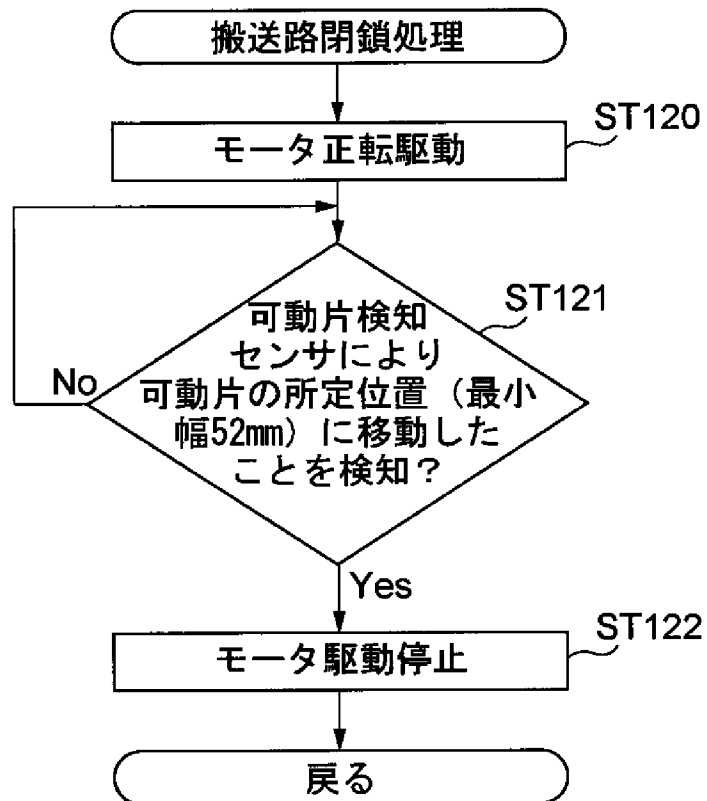 搬送路閉鎖処理
ST120
モータ正転駆動
ST121
可動片検知
センサにより
可動片の所定位置（最小
幅52mm）に移動した
ことを検知？
No
Yes
ST122
モータ駆動停止
戻る